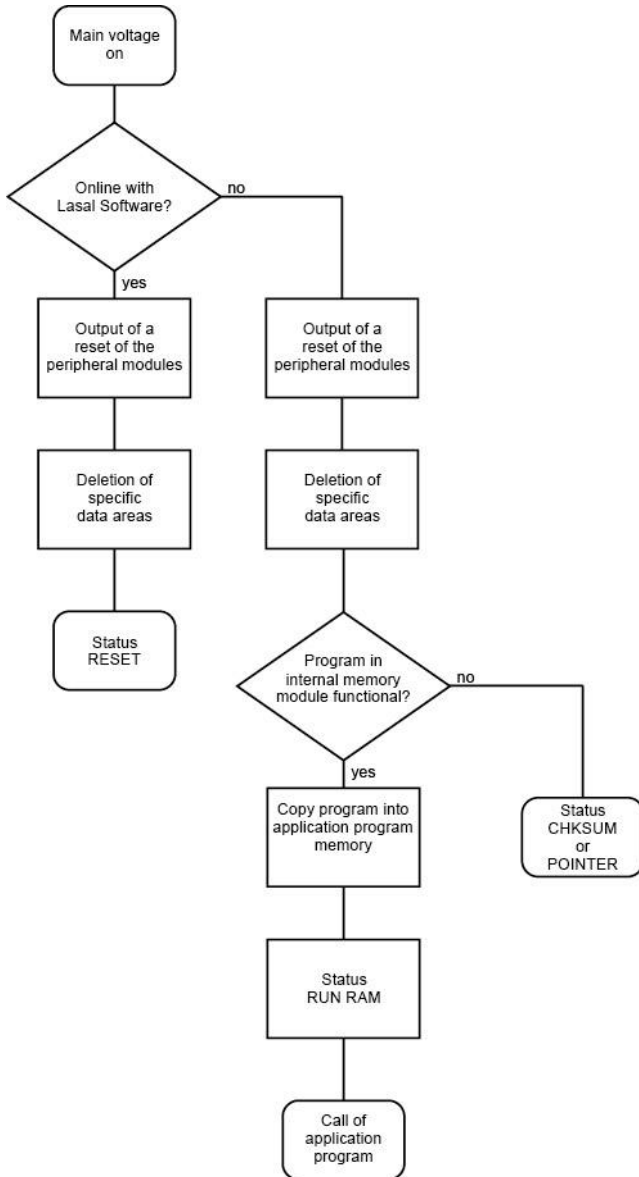 Main voltage
on
Online with
Lasal Software?
no
yes
Output of a
reset of the
peripheral modules
Output of a
reset of the
peripheral modules
Deletion of
specific
data areas
Deletion of
specific
data areas
Status
RESET
Program in
internal memory
module functional?
no
yes
Copy program into
application program
memory
Status
CHKSUM
or
POINTER
Status
RUN RAM
Call of
application
program